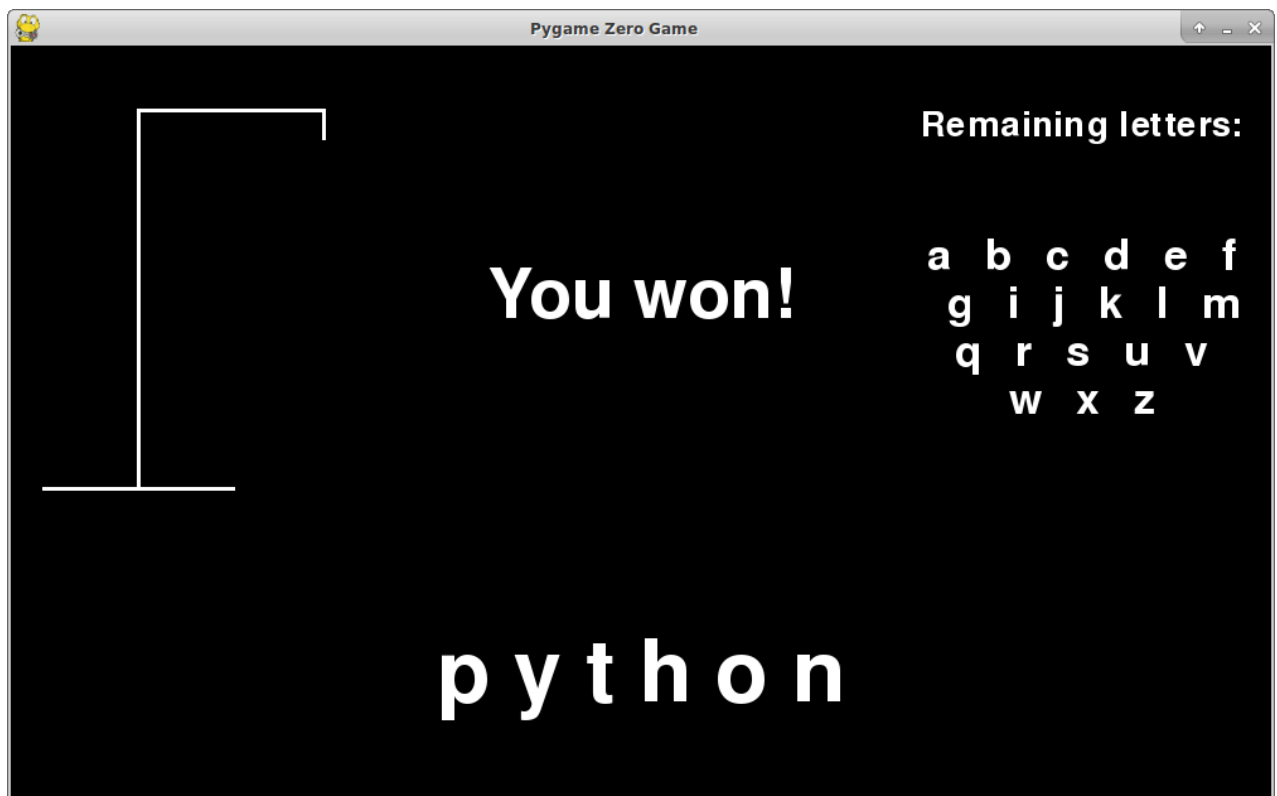 Pygame Zero Game
Remaining letters:
a b c d e f
g i j k l m
q r s u v
w x z
You won!
p y t h o n